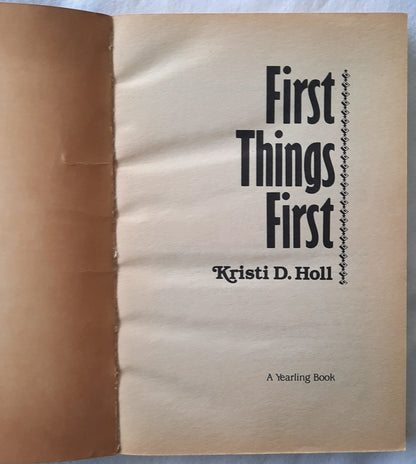 First
Things
First
Kristi D. Holl
A Yearling Book